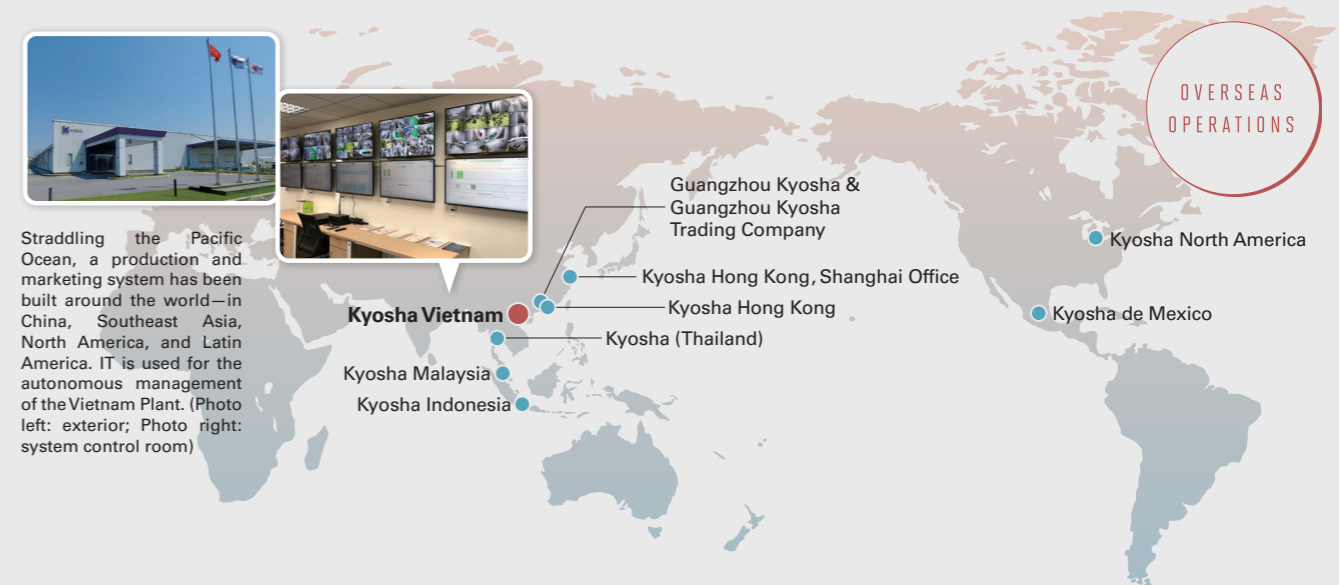 OVERSEAS
OPERATIONS
Straddling the Pacific
Ocean, a production and
marketing system has been
built around the world—in
China, Southeast Asia,
North America, and Latin
America. IT is used for the
autonomous management
of the Vietnam Plant. (Photo
left: exterior; Photo right:
system control room)
Guangzhou Kyosha &
Guangzhou Kyosha
Trading Company
Kyosha Hong Kong, Shanghai Office
Kyosha Hong Kong
Kyosha Vietnam
Kyosha (Thailand)
Kyosha Malaysia
Kyosha Indonesia
Kyosha North America
Kyosha de Mexico